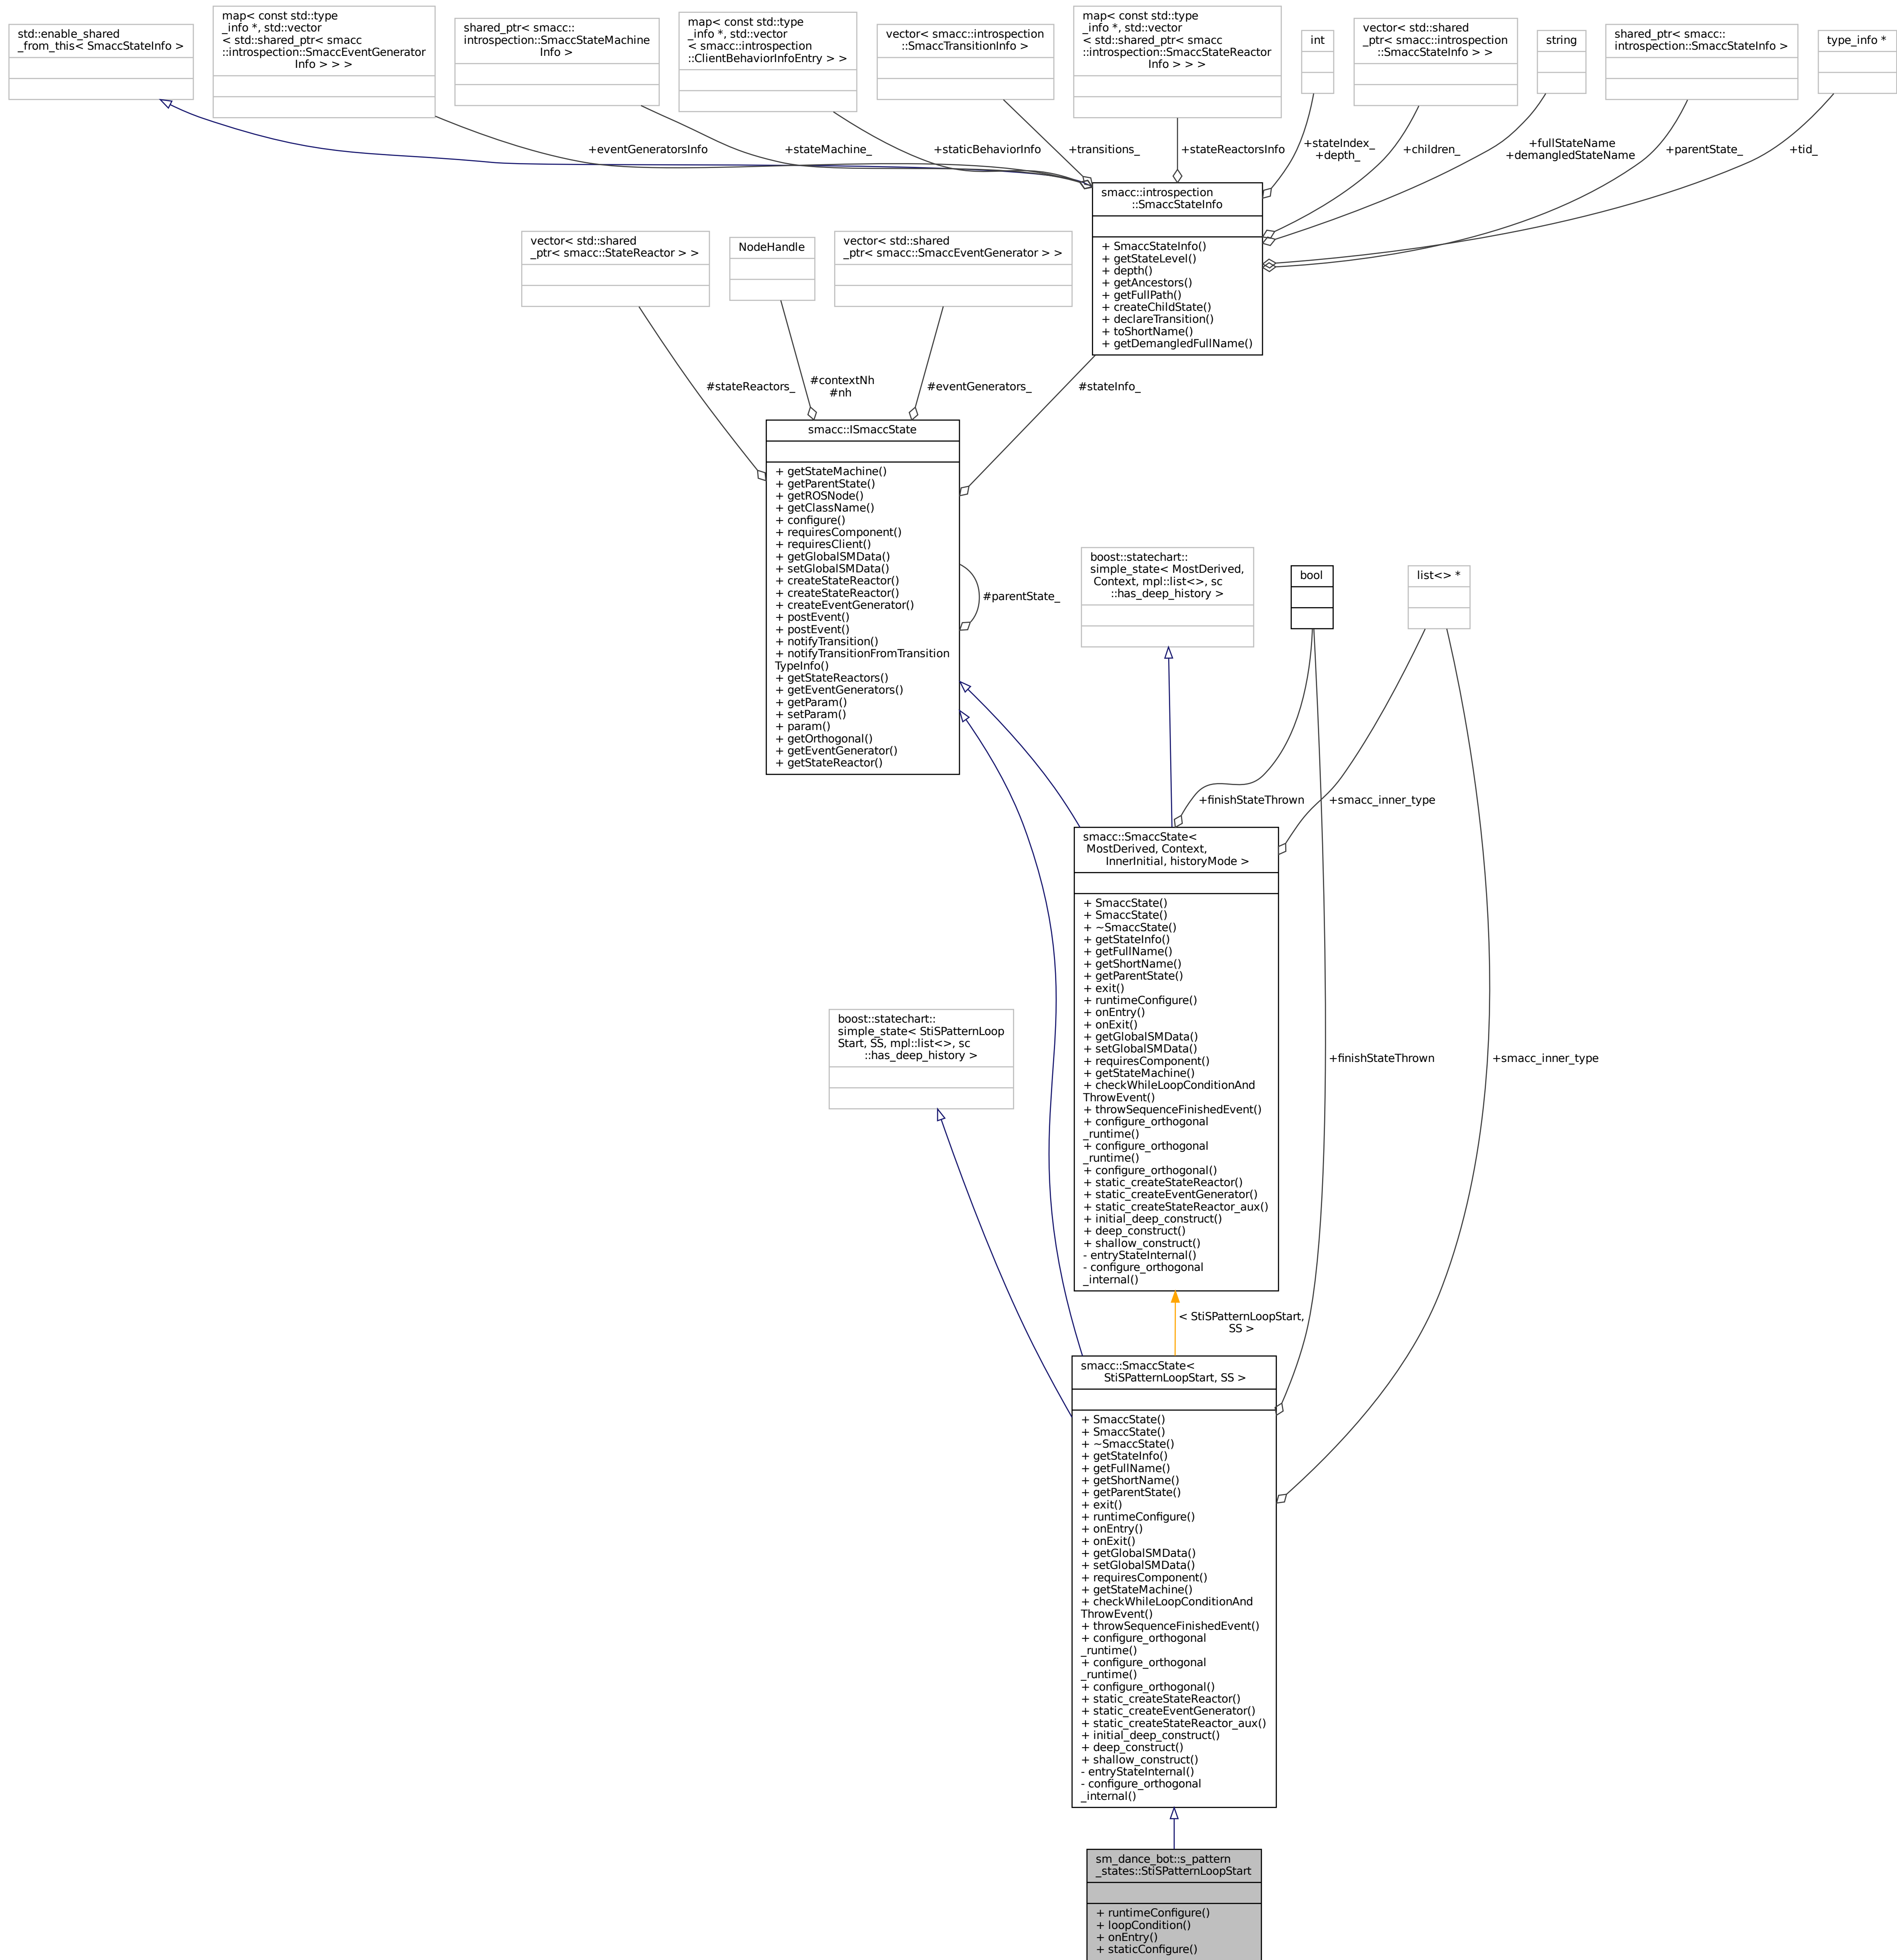 std::enable_shared
_from_this< SmaccStateInfo >
map< const std::type
_info *, std::vector
< std::shared_ptr< smacc
::introspection::SmaccEventGenerator
Info > > >
shared_ptr< smacc::
introspection::SmaccStateMachine
Info >
map< const std::type
_info *, std::vector
< smacc::introspection
::ClientBehaviorInfoEntry > >
vector< smacc::introspection
::SmaccTransitionInfo >
map< const std::type
_info *, std::vector
< std::shared_ptr< smacc
::introspection::SmaccStateReactor
Info > > >
int
vector< std::shared
_ptr< smacc::introspection
::SmaccStateInfo > >
string
shared_ptr< smacc::
introspection::SmaccStateInfo >
type_info *
+eventGeneratorsInfo
+stateMachine_
+staticBehaviorInfo
+transitions_
+stateReactorsInfo
+stateIndex_
+depth_
+children_
+fullStateName
+demangledStateName
+parentState_
+tid_
smacc::introspection
::SmaccStateInfo
+ SmaccStateInfo()
+ getStateLevel()
+ depth()
+ getAncestors()
+ getFullPath()
+ createChildState()
+ declareTransition()
+ toShortName()
+ getDemangledFullName()
vector< std::shared
_ptr< smacc::StateReactor > >
NodeHandle
vector< std::shared
_ptr< smacc::SmaccEventGenerator > >
#stateReactors_
#contextNh
#nh
#eventGenerators_
#stateInfo_
smacc::ISmaccState
+ getStateMachine()
+ getParentState()
+ getROSNode()
+ getClassName()
+ configure()
+ requiresComponent()
+ requiresClient()
+ getGlobalSMData()
+ setGlobalSMData()
+ createStateReactor()
+ createStateReactor()
+ createEventGenerator()
+ postEvent()
+ postEvent()
+ notifyTransition()
+ notifyTransitionFromTransition
TypeInfo()
+ getStateReactors()
+ getEventGenerators()
+ getParam()
+ setParam()
+ param()
+ getOrthogonal()
+ getEventGenerator()
+ getStateReactor()
#parentState_
boost::statechart::
simple_state< MostDerived,
Context, mpl::list<>, sc
::has_deep_history >
bool
list<> *
+finishStateThrown
+smacc_inner_type
smacc::SmaccState<
MostDerived, Context,
InnerInitial, historyMode >
+ SmaccState()
+ SmaccState()
+ ~SmaccState()
+ getStateInfo()
+ getFullName()
+ getShortName()
+ getParentState()
+ exit()
+ runtimeConfigure()
+ onEntry()
+ onExit()
+ getGlobalSMData()
+ setGlobalSMData()
+ requiresComponent()
+ getStateMachine()
+ checkWhileLoopConditionAnd
ThrowEvent()
+ throwSequenceFinishedEvent()
+ configure_orthogonal
_runtime()
+ configure_orthogonal
_runtime()
+ configure_orthogonal()
+ static_createStateReactor()
+ static_createEventGenerator()
+ static_createStateReactor_aux()
+ initial_deep_construct()
+ deep_construct()
+ shallow_construct()
- entryStateInternal()
- configure_orthogonal
_internal()
boost::statechart::
simple_state< StiSPatternLoop
Start, SS, mpl::list<>, sc
::has_deep_history >
+finishStateThrown
+smacc_inner_type
< StiSPatternLoopStart,
SS >
smacc::SmaccState<
StiSPatternLoopStart, SS >
+ SmaccState()
+ SmaccState()
+ ~SmaccState()
+ getStateInfo()
+ getFullName()
+ getShortName()
+ getParentState()
+ exit()
+ runtimeConfigure()
+ onEntry()
+ onExit()
+ getGlobalSMData()
+ setGlobalSMData()
+ requiresComponent()
+ getStateMachine()
+ checkWhileLoopConditionAnd
ThrowEvent()
+ throwSequenceFinishedEvent()
+ configure_orthogonal
_runtime()
+ configure_orthogonal
_runtime()
+ configure_orthogonal()
+ static_createStateReactor()
+ static_createEventGenerator()
+ static_createStateReactor_aux()
+ initial_deep_construct()
+ deep_construct()
+ shallow_construct()
- entryStateInternal()
- configure_orthogonal
_internal()
sm_dance_bot::s_pattern
_states::StiSPatternLoopStart
+ runtimeConfigure()
+ loopCondition()
+ onEntry()
+ staticConfigure()